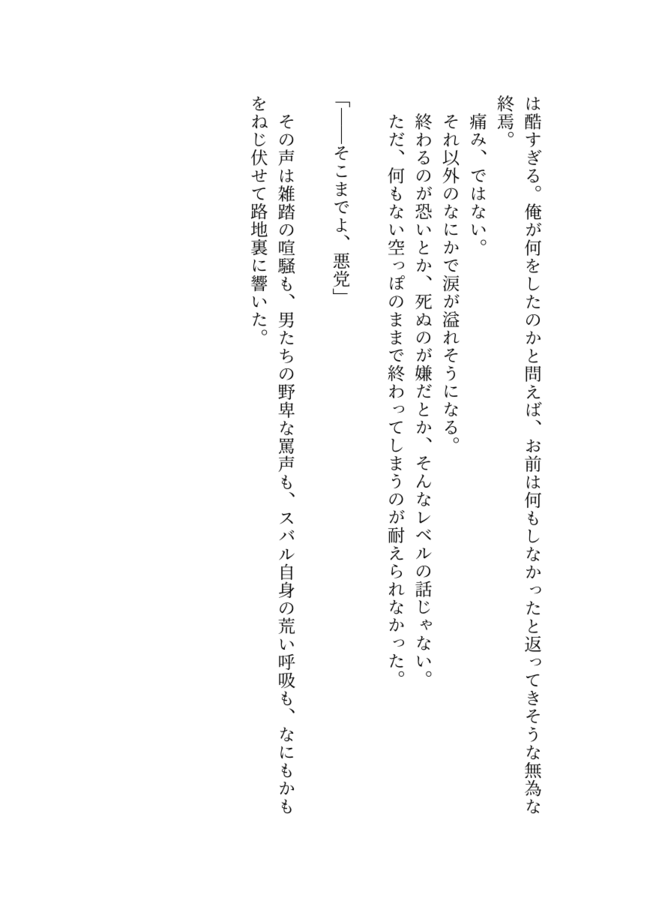 は酷すぎる。俺が何をしたのかと問えば、お前は何もしなかったと返ってきそうな無為な
終焉。
痛み、ではない。
それ以外のなにかで涙が溢れそうになる。
終わるのが恐いとか、死ぬのが嫌だとか、そんなレベルの話じゃない。
ただ、何もない空っぽのままで終わってしまうのが耐えられなかった。
「――そこまでよ、悪党」
その声は雑踏の喧騒も、男たちの野卑な罵声も、スバル自身の荒い呼吸も、なにもかも
をねじ伏せて路地裏に響いた。